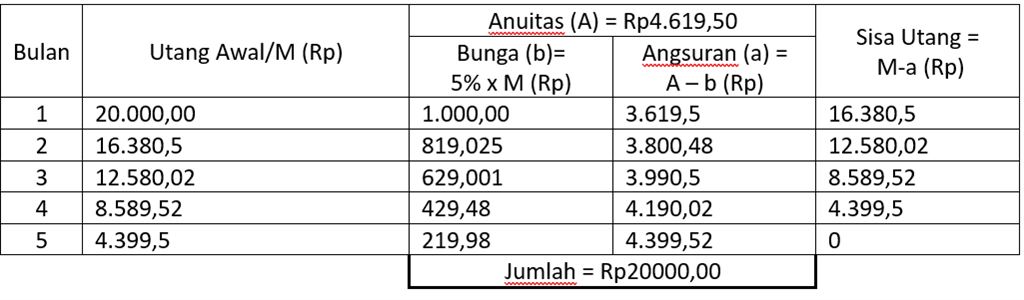 Bulan Utang Awal/M (Rp) Anuitas (A) = Rp4.619,50 Sisa Utang =
M-a (Rp)
Bunga (b)=
5% x M (Rp)
Angsuran (a) =
A – b (Rp)
1 20.000,00 1.000,00 3.619,5 16.380,5
2 16.380,5 819,025 3.800,48 12.580,02
3 12.580,02 629,001 3.990,5 8.589,52
4 8.589,52 429,48 4.190,02 4.399,5
5 4.399,5 219,98 4.399,52 0
Jumlah = Rp20000,00